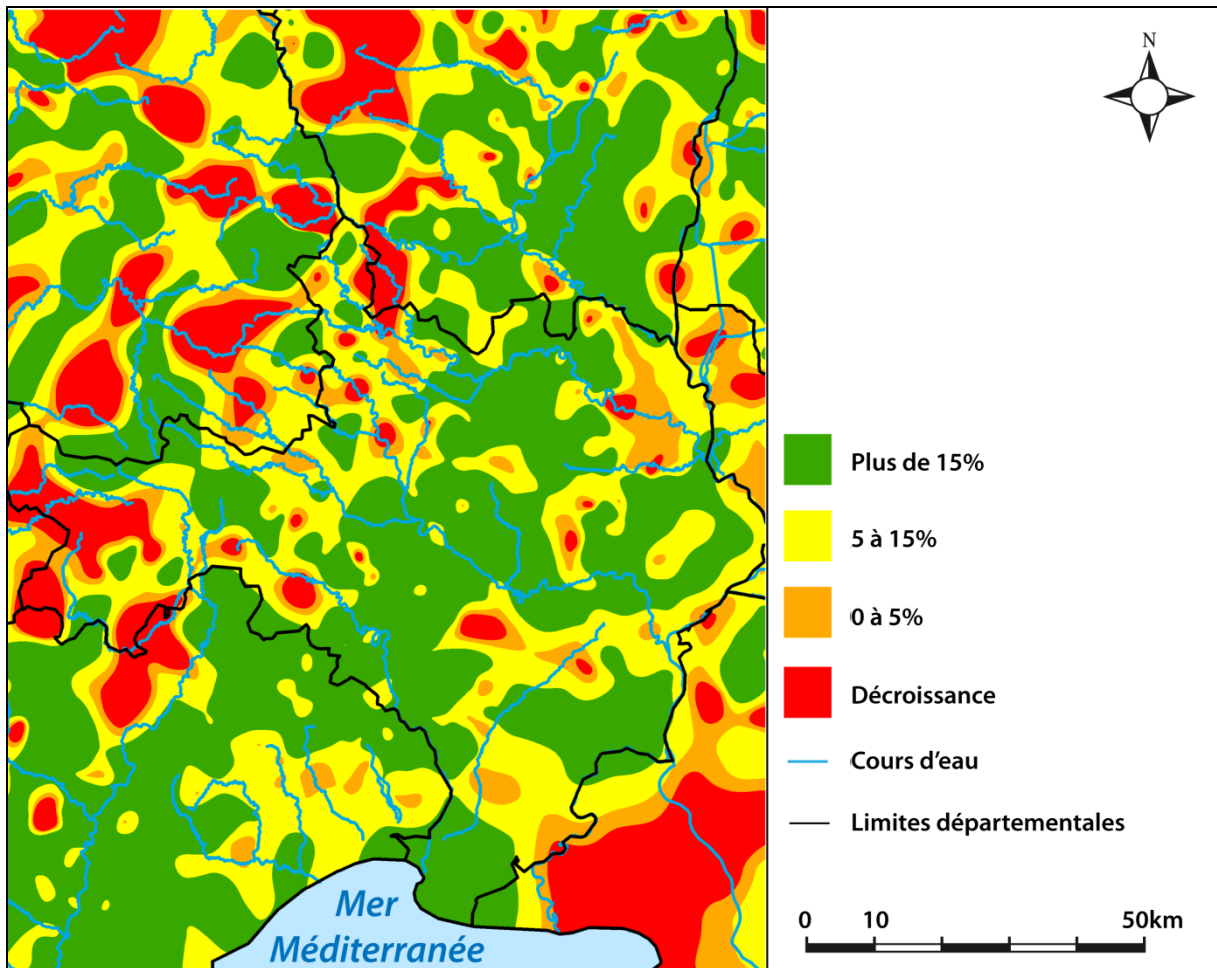 N
Plus de 15%
5 à 15%
0 à 5%
Décroissance
Cours d'eau
Limites départementales
0 10 50km
Mer
Méditerranée